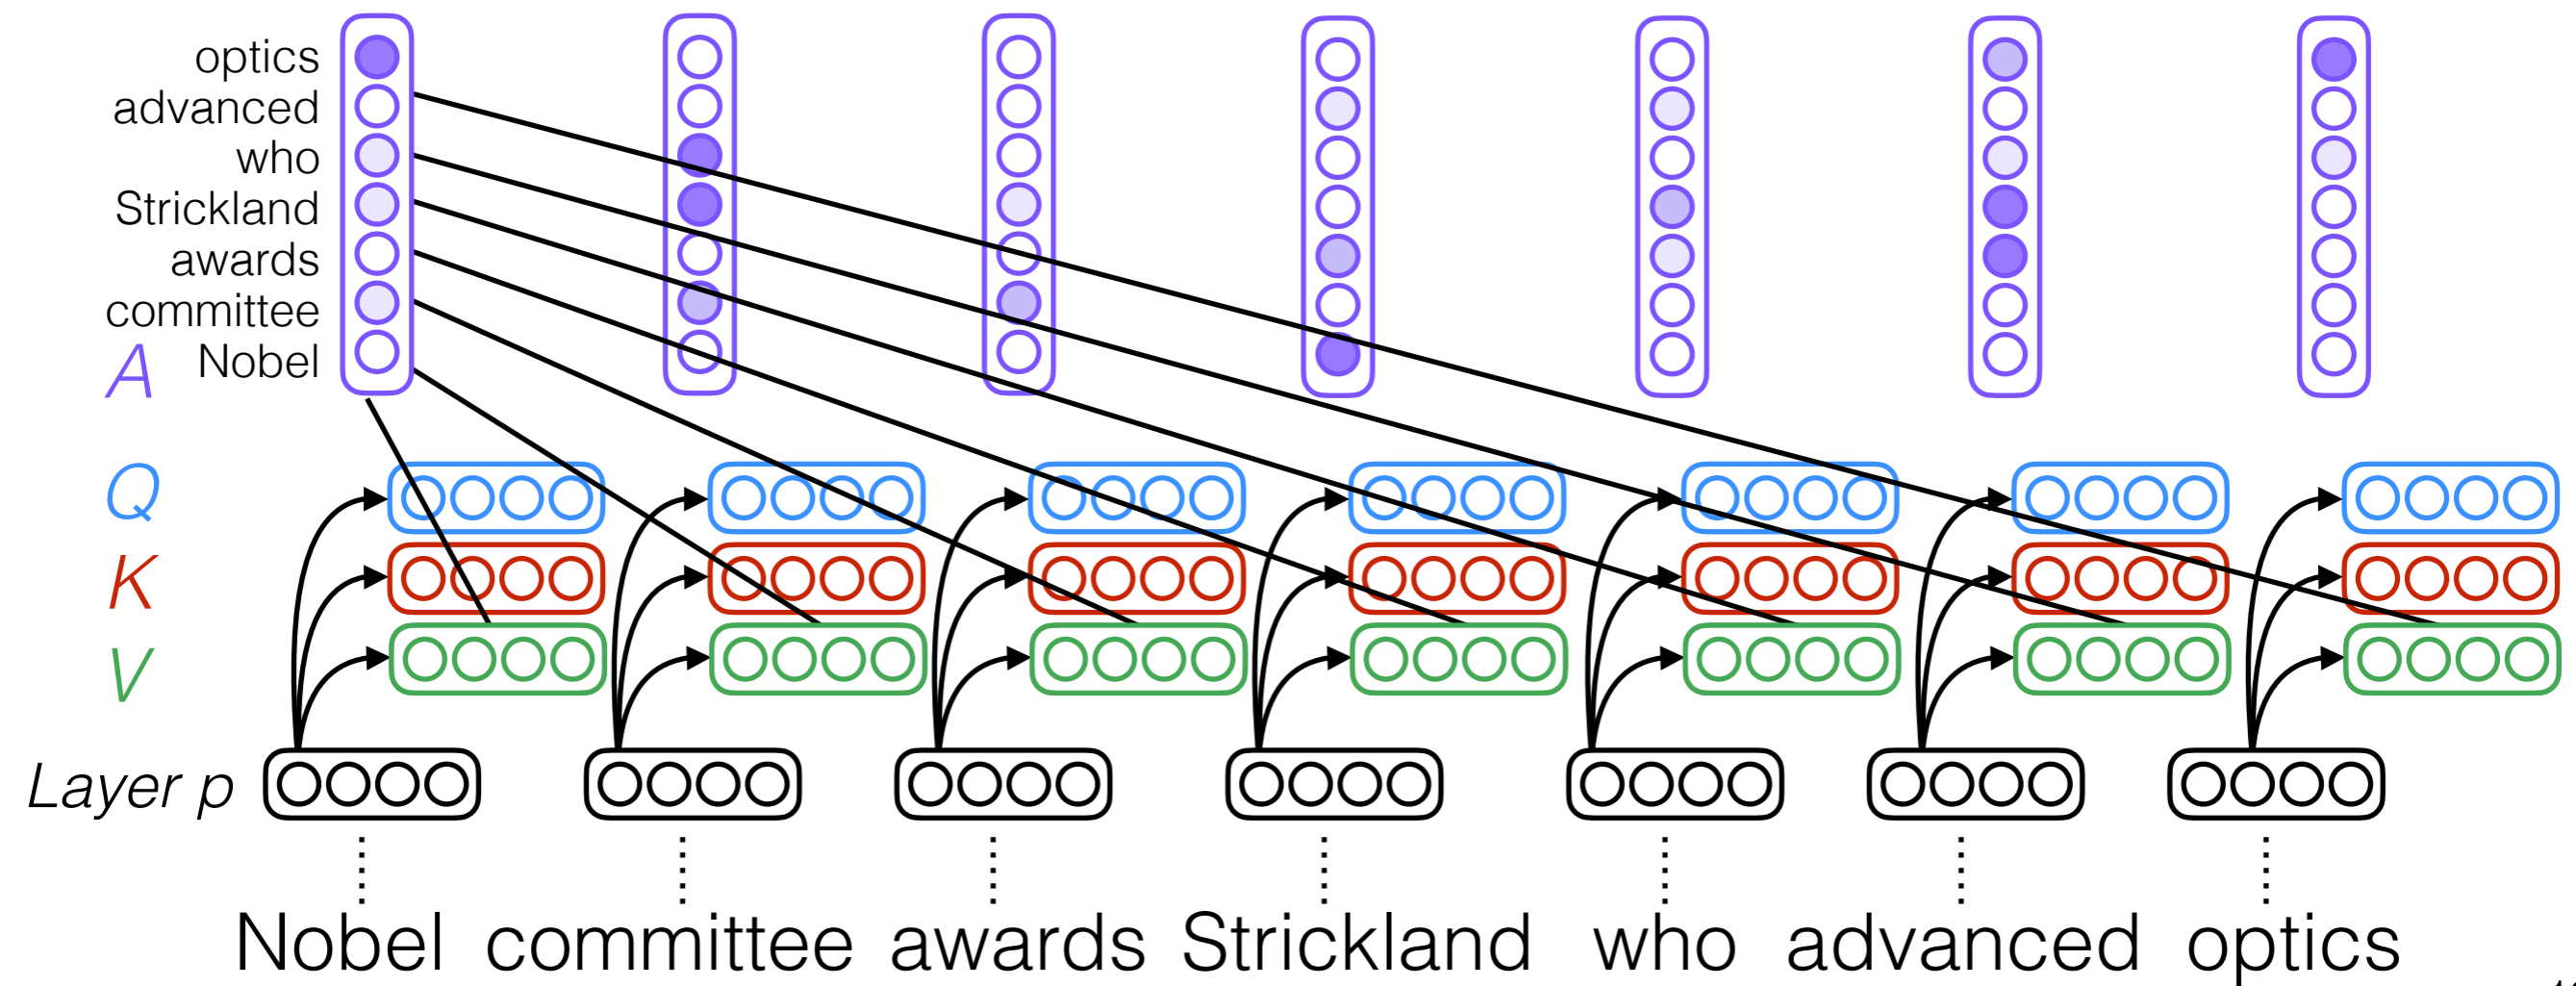 optics
advanced
who
Strickland
awards
committee
Nobel
A
Q
K
V
Layer p
Nobel committee awards Strickland who advanced optics